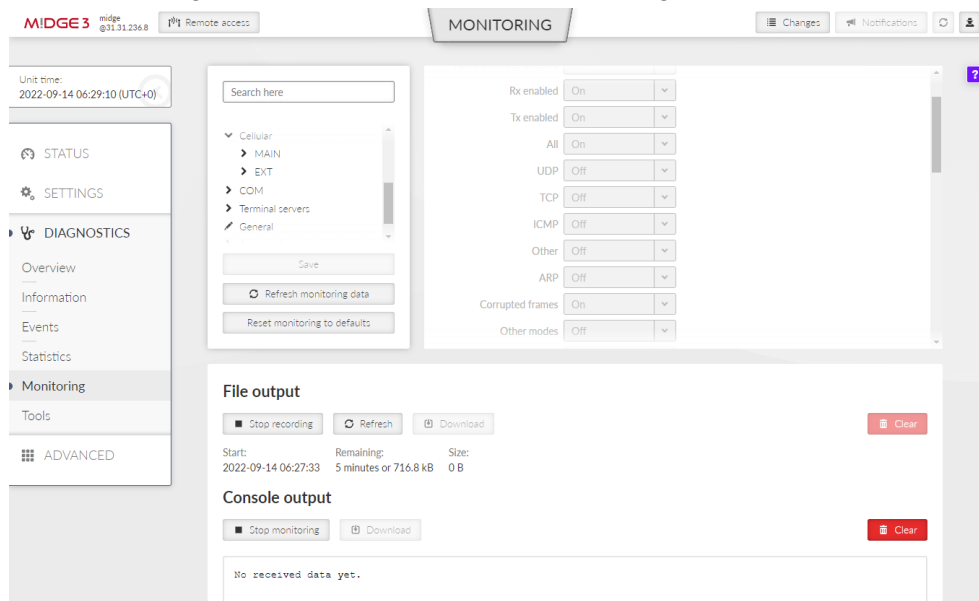 M!DGE3 midge @31.31.236.8 Remote access MONITORING Changes Notifications
?
Unit time:
2022-09-14 06:29:10 (UTC+0)
STATUS
SETTINGS
DIAGNOSTICS
Overview
Information
Events
Statistics
Monitoring
Tools
ADVANCED
Search here
Cellular
MAIN
EXT
COM
Terminal servers
General
Save
Refresh monitoring data
Reset monitoring to defaults
Rx enabled On
Tx enabled On
All On
UDP Off
TCP Off
ICMP Off
Other Off
ARP Off
Corrupted frames On
Other modes Off
File output
Stop recording Refresh Download Clear
Start: Remaining: Size:
2022-09-14 06:27:33 5 minutes or 716.8 kB 0 B
Console output
Stop monitoring Download Clear
No received data yet.